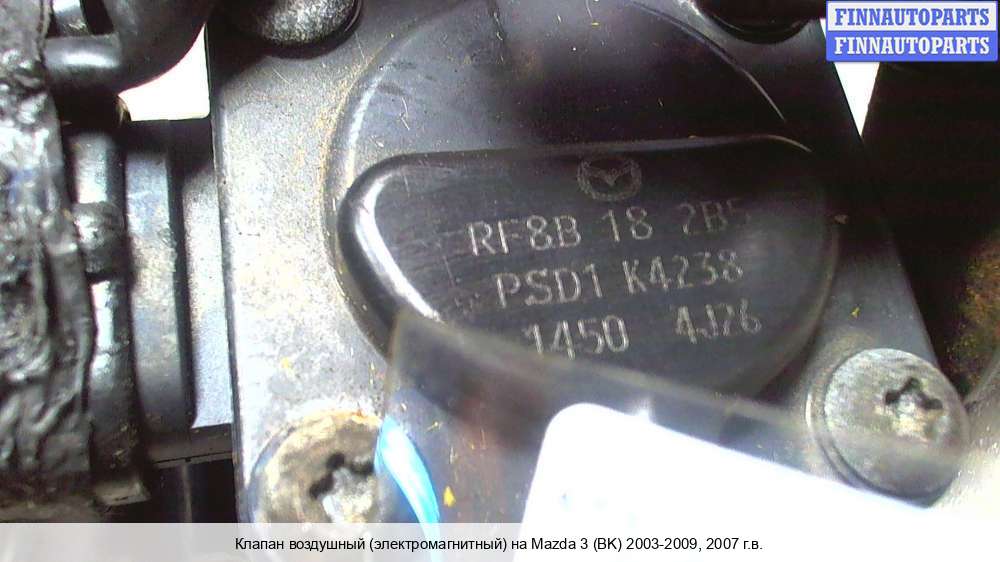 FINNAUTOPARTS
FINNAUTOPARTS
RF8B 18 2B5
PSD1 K4238
1450 4J26
Клапан воздушный (электромагнитный) на Mazda 3 (BK) 2003-2009, 2007 г.в.